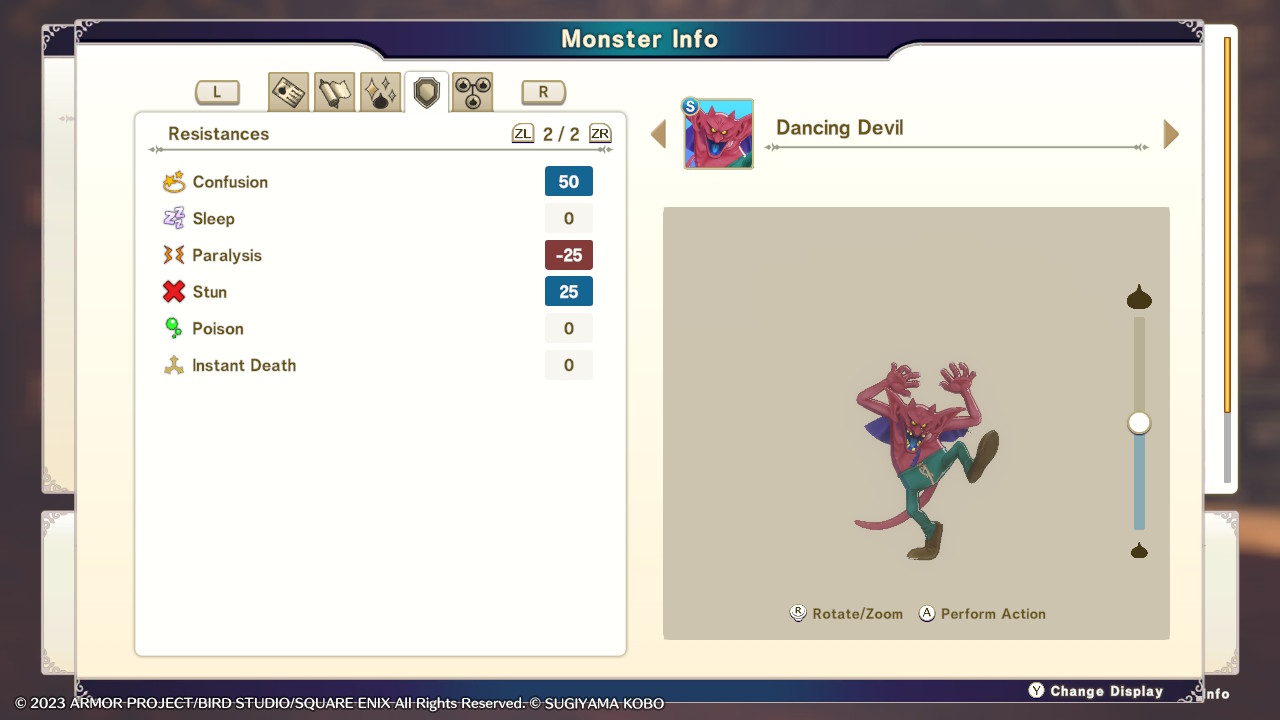 Monster Info
L
R
Resistances
ZL 2 / 2 ZR
Confusion 50
Sleep 0
Paralysis -25
Stun 25
Poison 0
Instant Death 0
S
Dancing Devil
R Rotate/Zoom A Perform Action
Y Change Display
Info
© 2023 ARMOR PROJECT/BIRD STUDIO/SQUARE ENIX All Rights Reserved. © SUGIYAMA KOBO